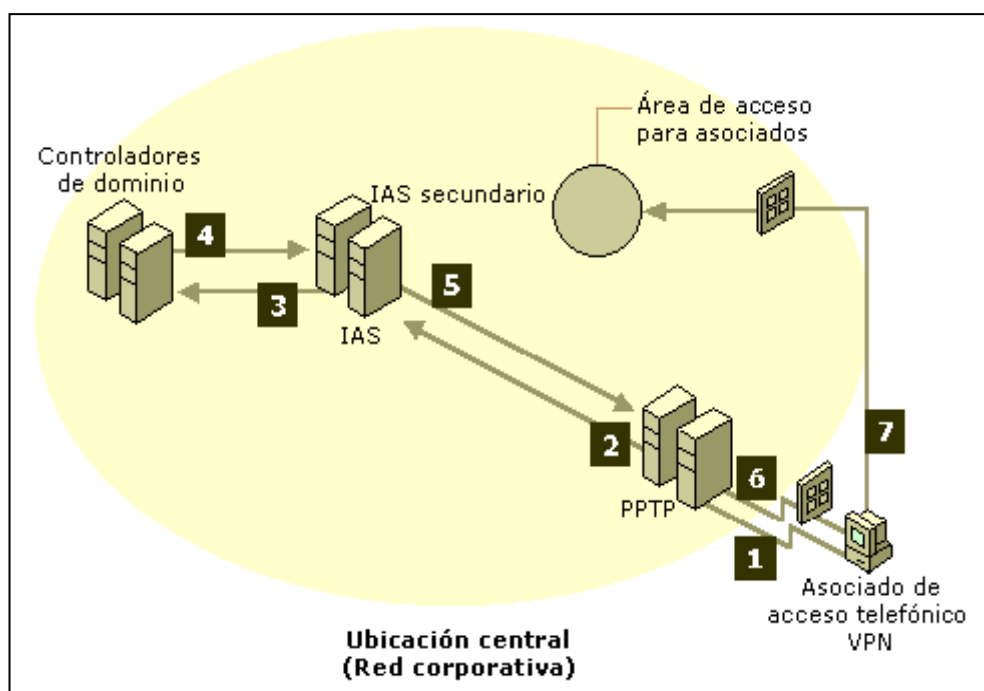 Área de acceso
para asociados
Controladores
de dominio
IAS secundario
4
3
5
IAS
2
7
6
PPTP
1
Asociado de
acceso telefónico
VPN
Ubicación central
(Red corporativa)